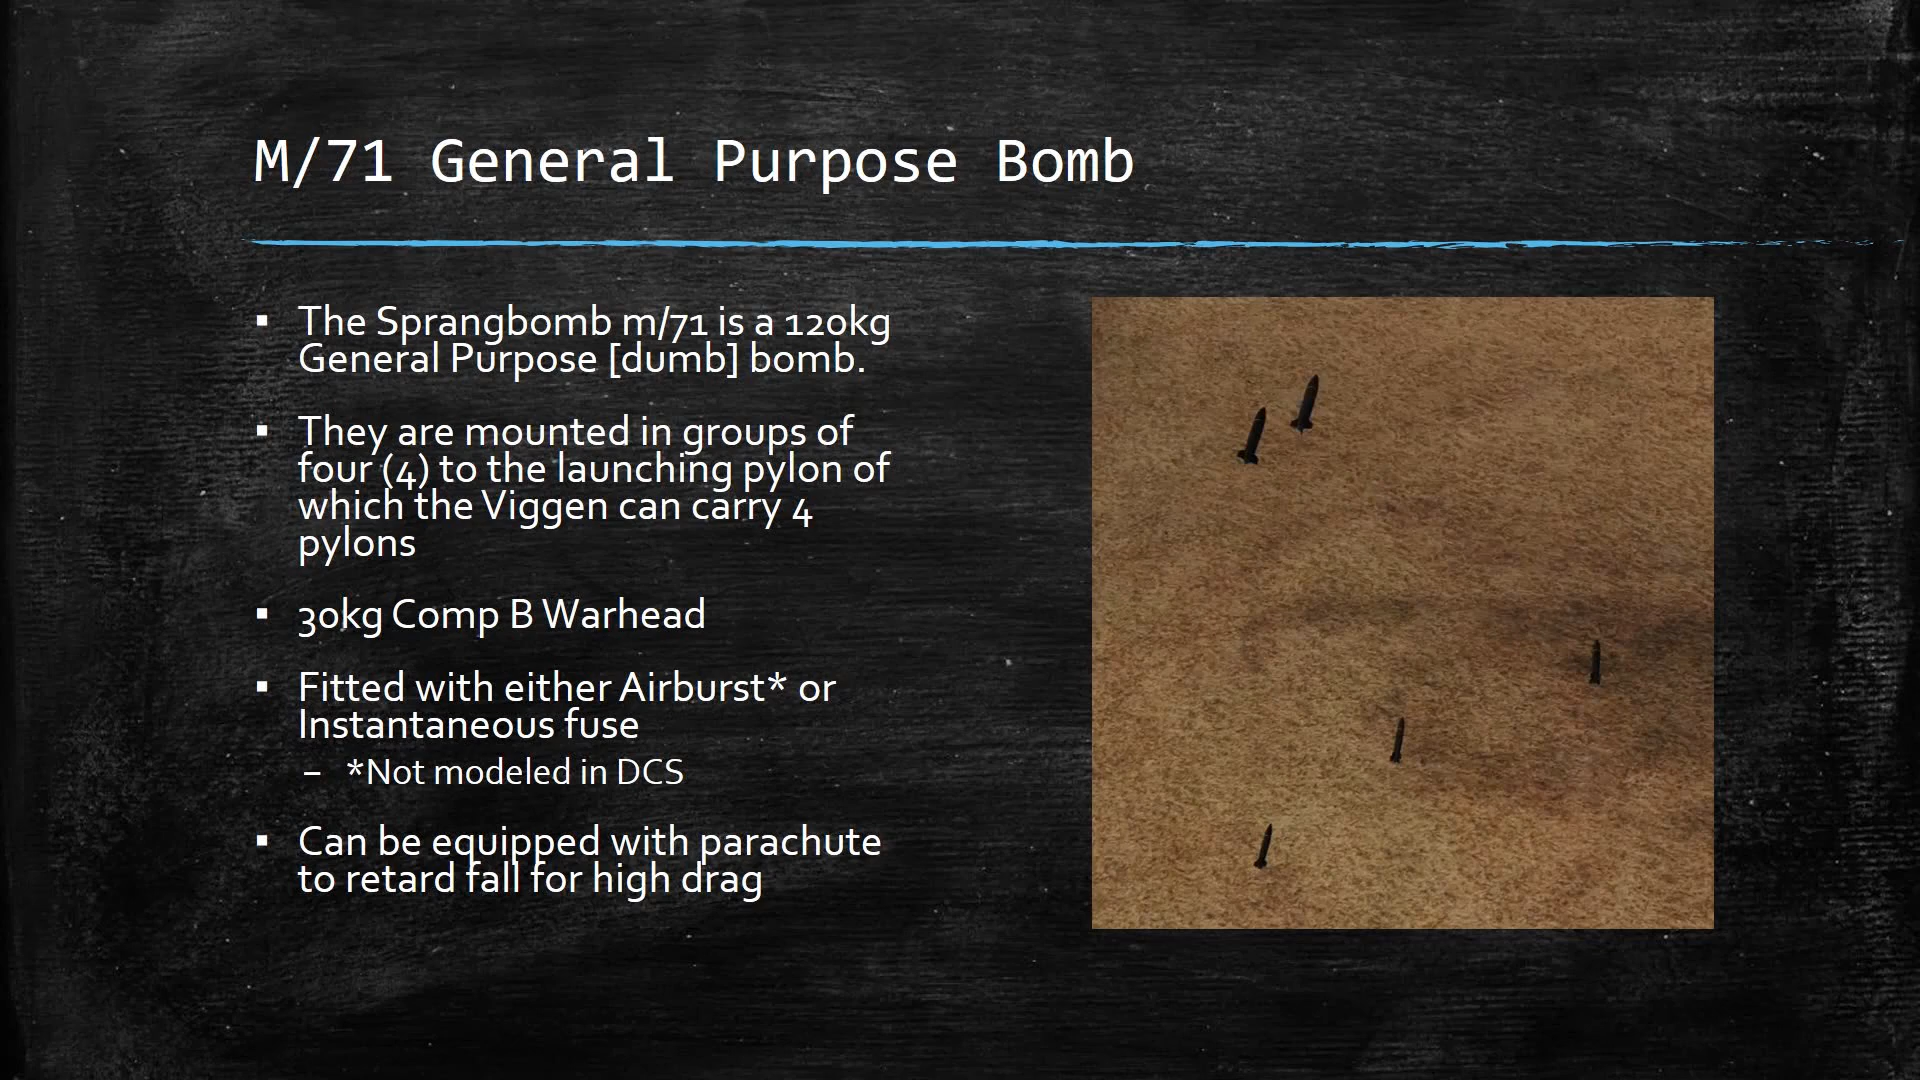 M/71 General Purpose Bomb
▪ The Sprangbomb m/71 is a 120kg
General Purpose [dumb] bomb.
▪ They are mounted in groups of
four (4) to the launching pylon of
which the Viggen can carry 4
pylons
▪ 30kg Comp B Warhead
▪ Fitted with either Airburst* or
Instantaneous fuse
– *Not modeled in DCS
▪ Can be equipped with parachute
to retard fall for high drag